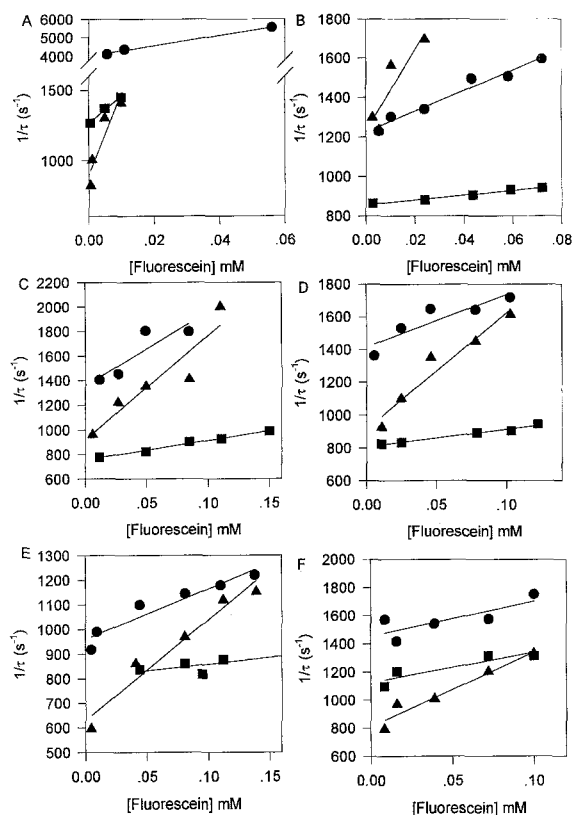 A
6000
5000
4000
1500
1000
1/τ (s⁻¹)
0.00 .02 .04 .06
[Fluorescein] mM
B
1800
1600
1400
1200
1000
800
1/τ (s⁻¹)
0.00 .02 .04 .06 .08
[Fluorescein] mM
C
2200
2000
1800
1600
1400
1200
1000
800
600
1/τ (s⁻¹)
0.00 .05 .10 .15
[Fluorescein] mM
D
1800
1600
1400
1200
1000
800
600
1/τ (s⁻¹)
0.00 .05 .10
[Fluorescein] mM
E
1300
1200
1100
1000
900
800
700
600
500
1/τ (s⁻¹)
0.00 .05 .10 .15
[Fluorescein] mM
F
2000
1800
1600
1400
1200
1000
800
600
1/τ (s⁻¹)
0.00 .05 .10
[Fluorescein] mM